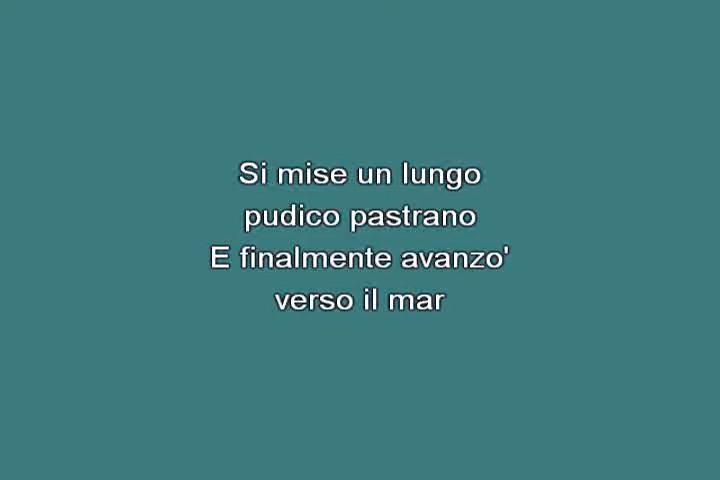 Si mise un lungo
pudico pastrano
E finalmente avanzo'
verso il mar